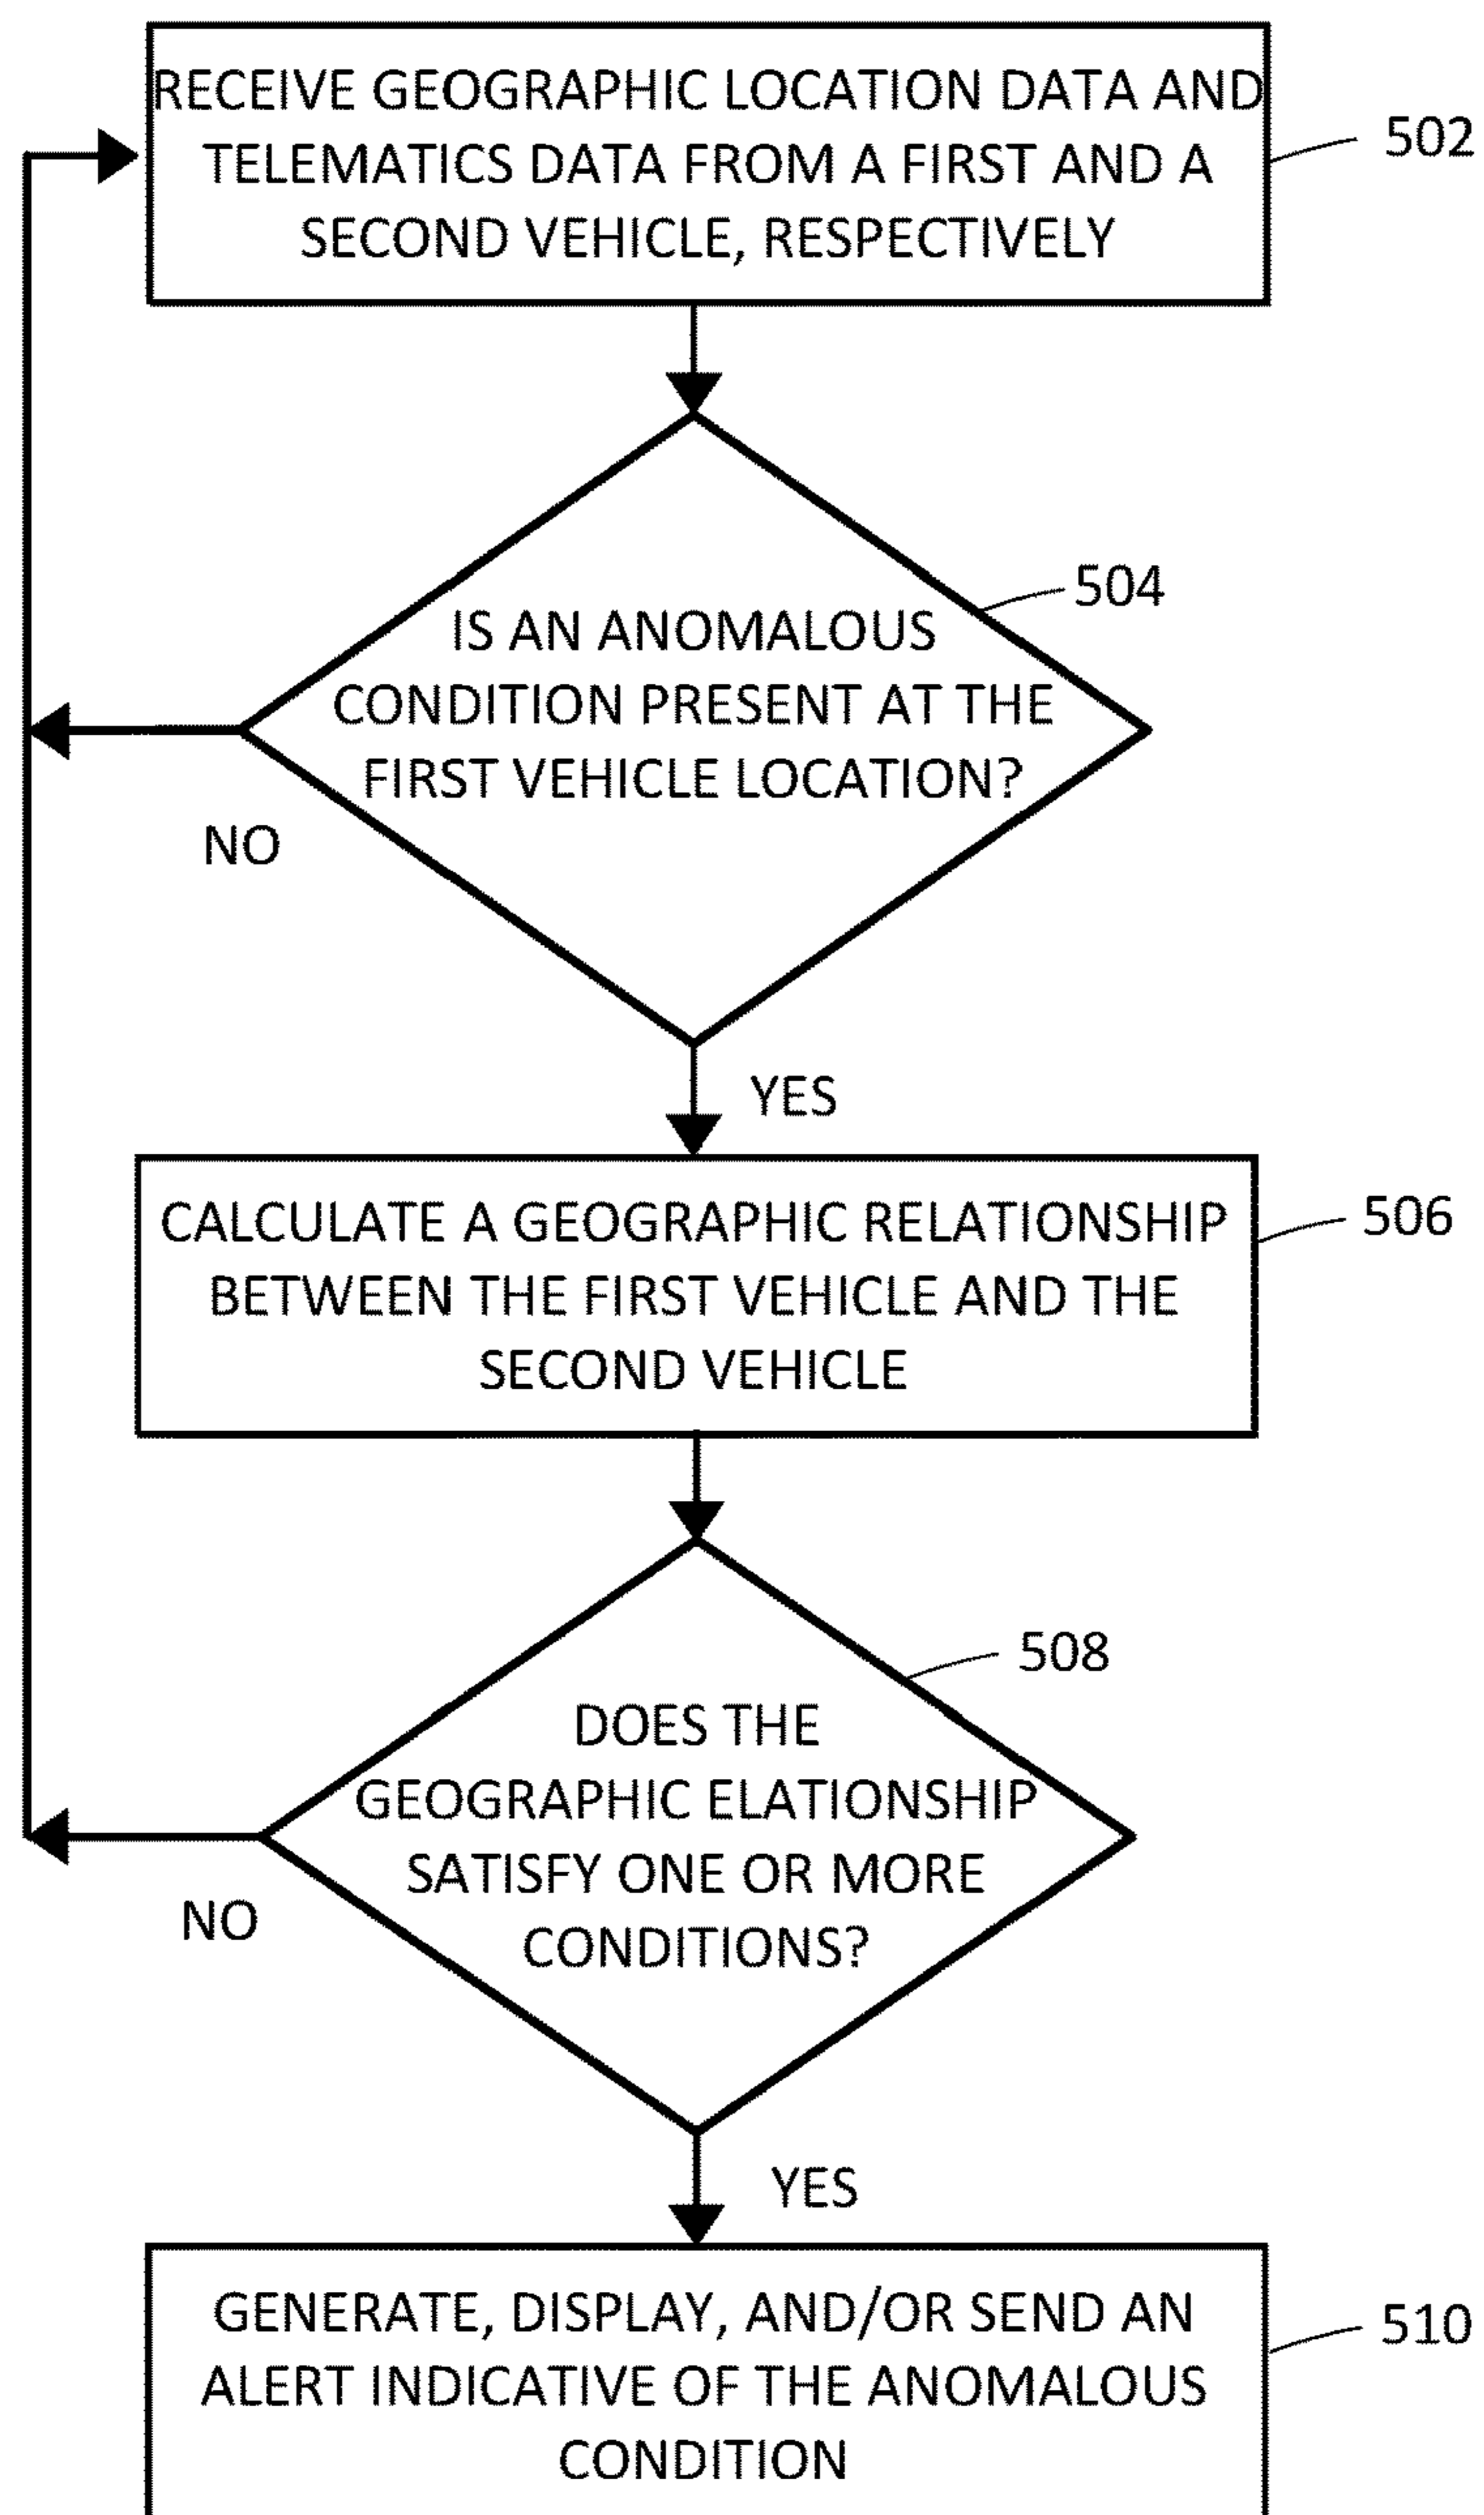 RECEIVE GEOGRAPHIC LOCATION DATA AND
TELEMATICS DATA FROM A FIRST AND A
SECOND VEHICLE, RESPECTIVELY
502
504
IS AN ANOMALOUS
CONDITION PRESENT AT THE
FIRST VEHICLE LOCATION?
NO
YES
CALCULATE A GEOGRAPHIC RELATIONSHIP
BETWEEN THE FIRST VEHICLE AND THE
SECOND VEHICLE
506
508
DOES THE
GEOGRAPHIC ELATIONSHIP
SATISFY ONE OR MORE
CONDITIONS?
NO
YES
GENERATE, DISPLAY, AND/OR SEND AN
ALERT INDICATIVE OF THE ANOMALOUS
CONDITION
510